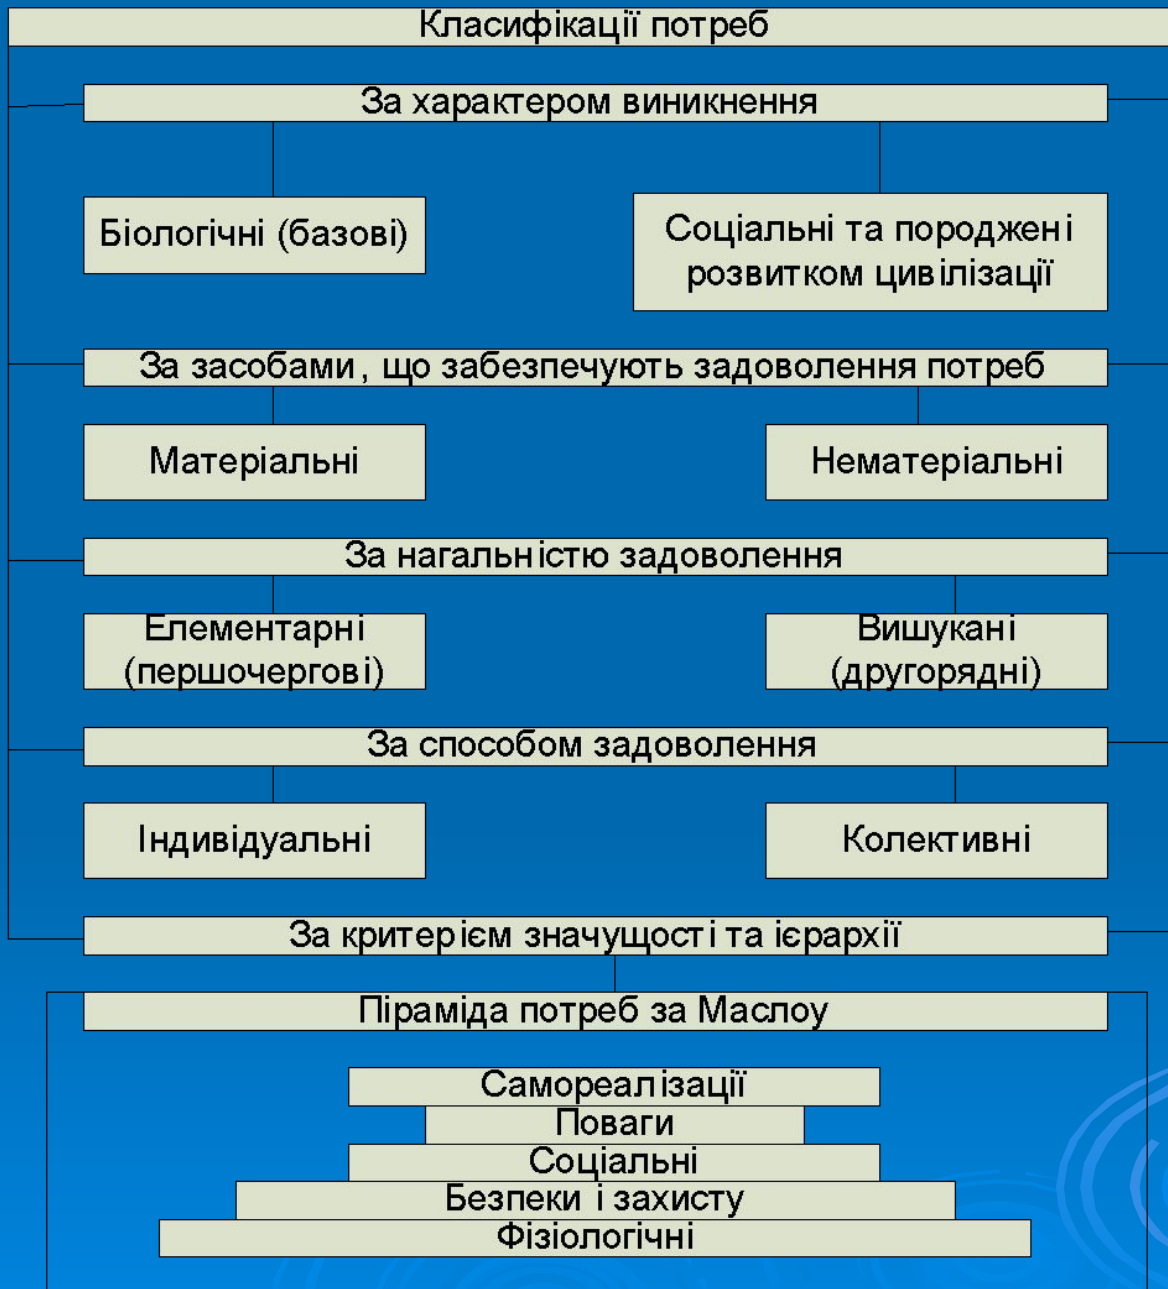 Класифікації потреб
За характером виникнення
Біологічні (базові)
Соціальні та породжені
розвитком цивілізації
За засобами, що забезпечують задоволення потреб
Матеріальні
Нематеріальні
За нагальністю задоволення
Елементарні
(першочергові)
Вишукані
(другорядні)
За способом задоволення
Індивідуальні
Колективні
За критерієм значущості та ієрархії
Піраміда потреб за Маслоу
Самореалізації
Поваги
Соціальні
Безпеки і захисту
Фізіологічні